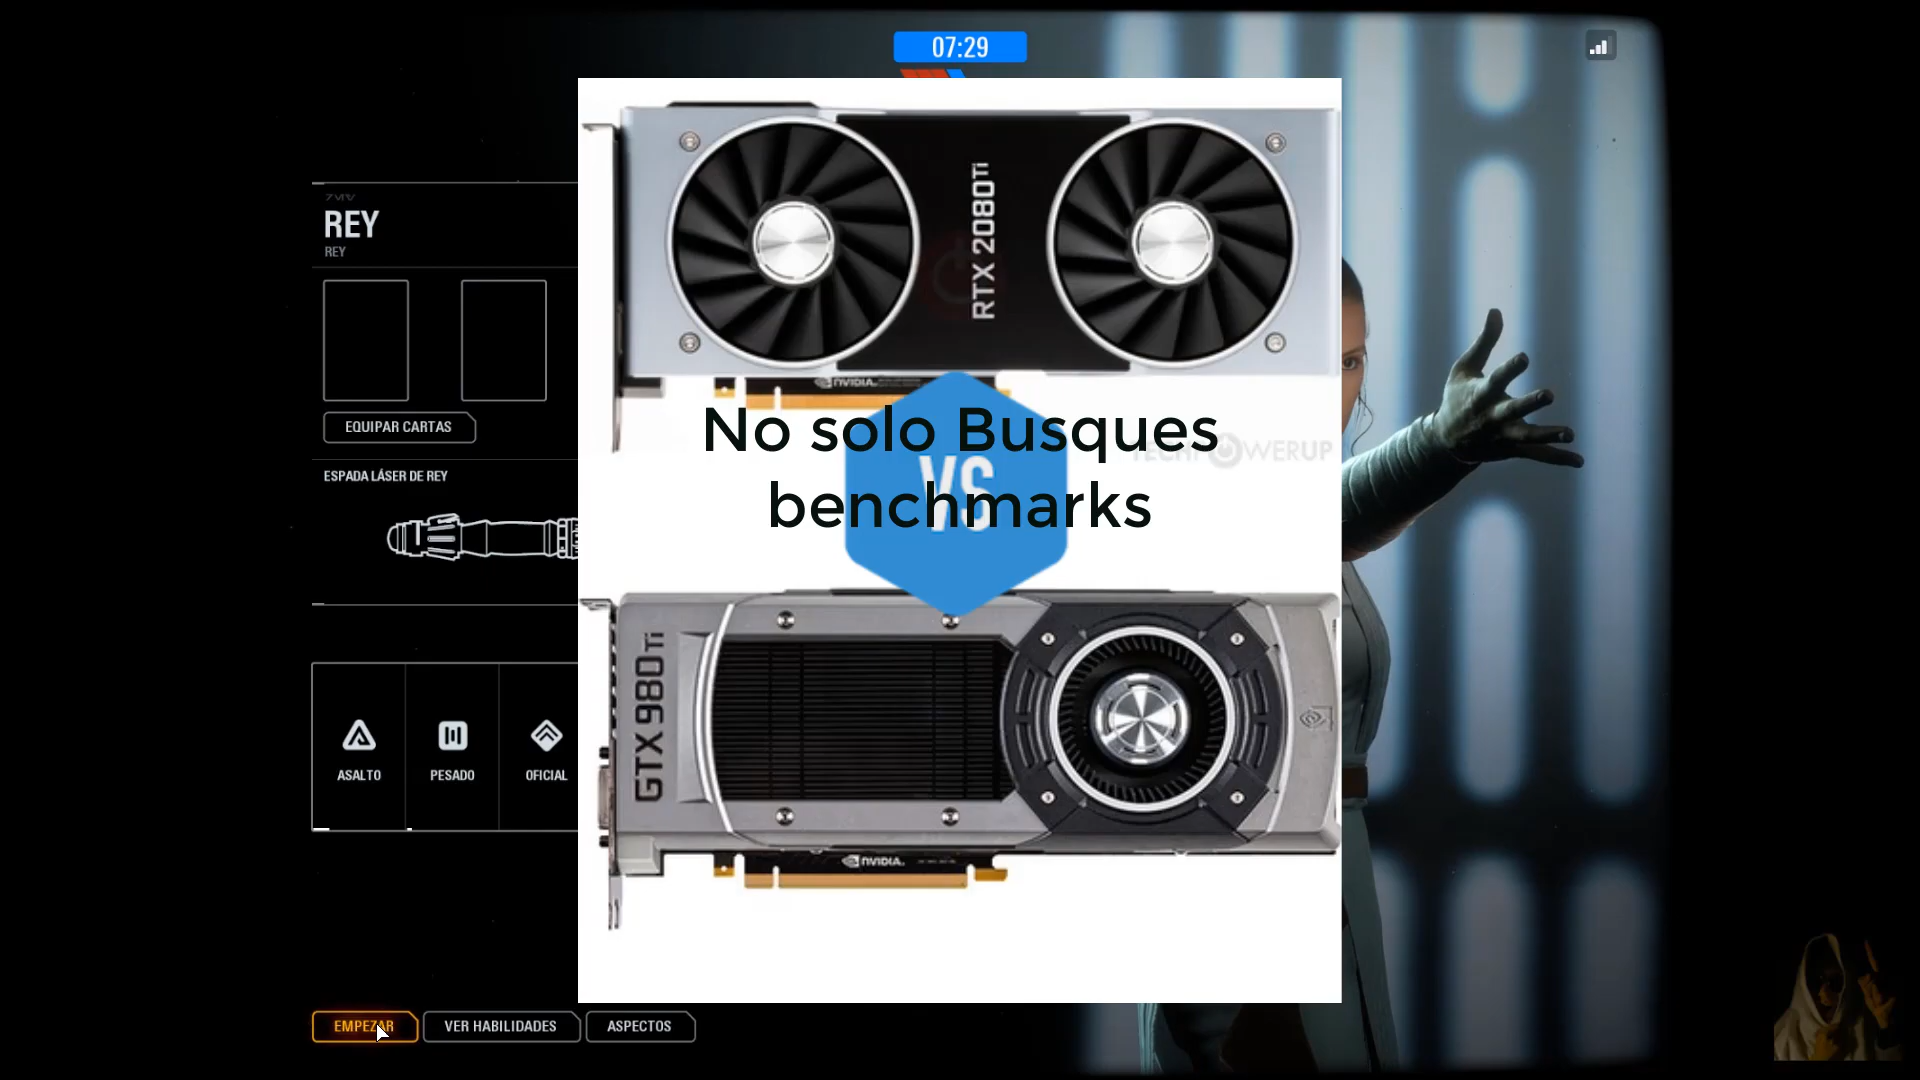 07:29
REY
REY
EQUIPAR CARTAS
ESPADA LÁSER DE REY
ASALTO
PESADO
OFICIAL
EMPEZAR
VER HABILIDADES
ASPECTOS
RTX 2080Ti
NVIDIA.
No solo Busques
benchmarks
VS
TECHPOWERUP
GTX 980Ti
NVIDIA.